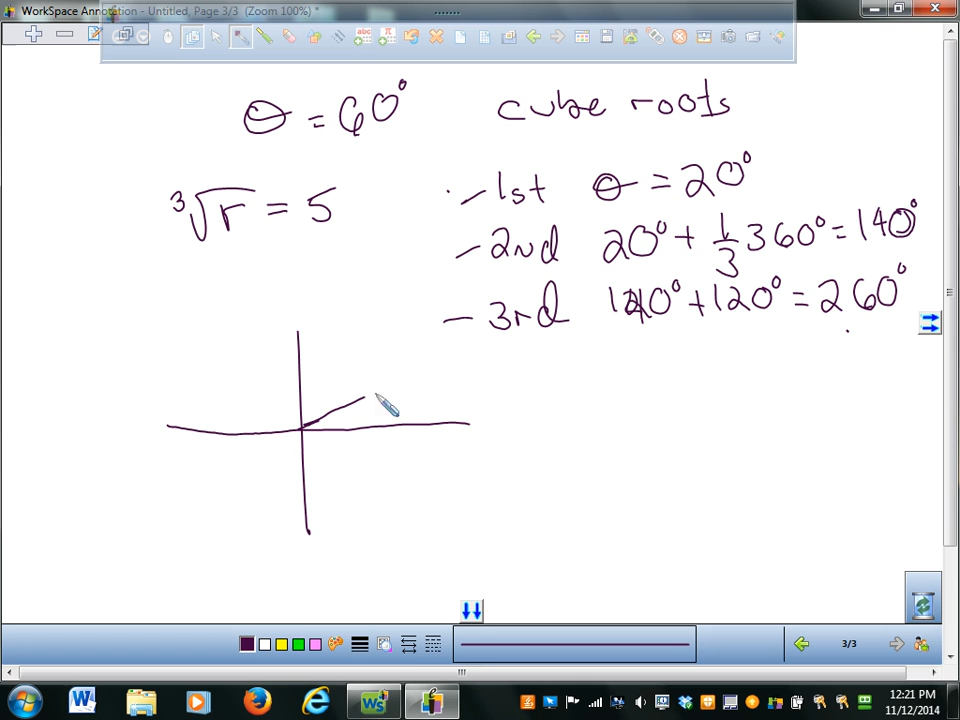 WorkSpace Annotation - Untitled, Page 3/3 (Zoom 100%) *
θ = 60° cube roots
∛r = 5
- 1st θ = 20°
- 2nd 20° + 1/3 360° = 140°
- 3rd 140° + 120° = 260°
3/3
12:21 PM
11/12/2014